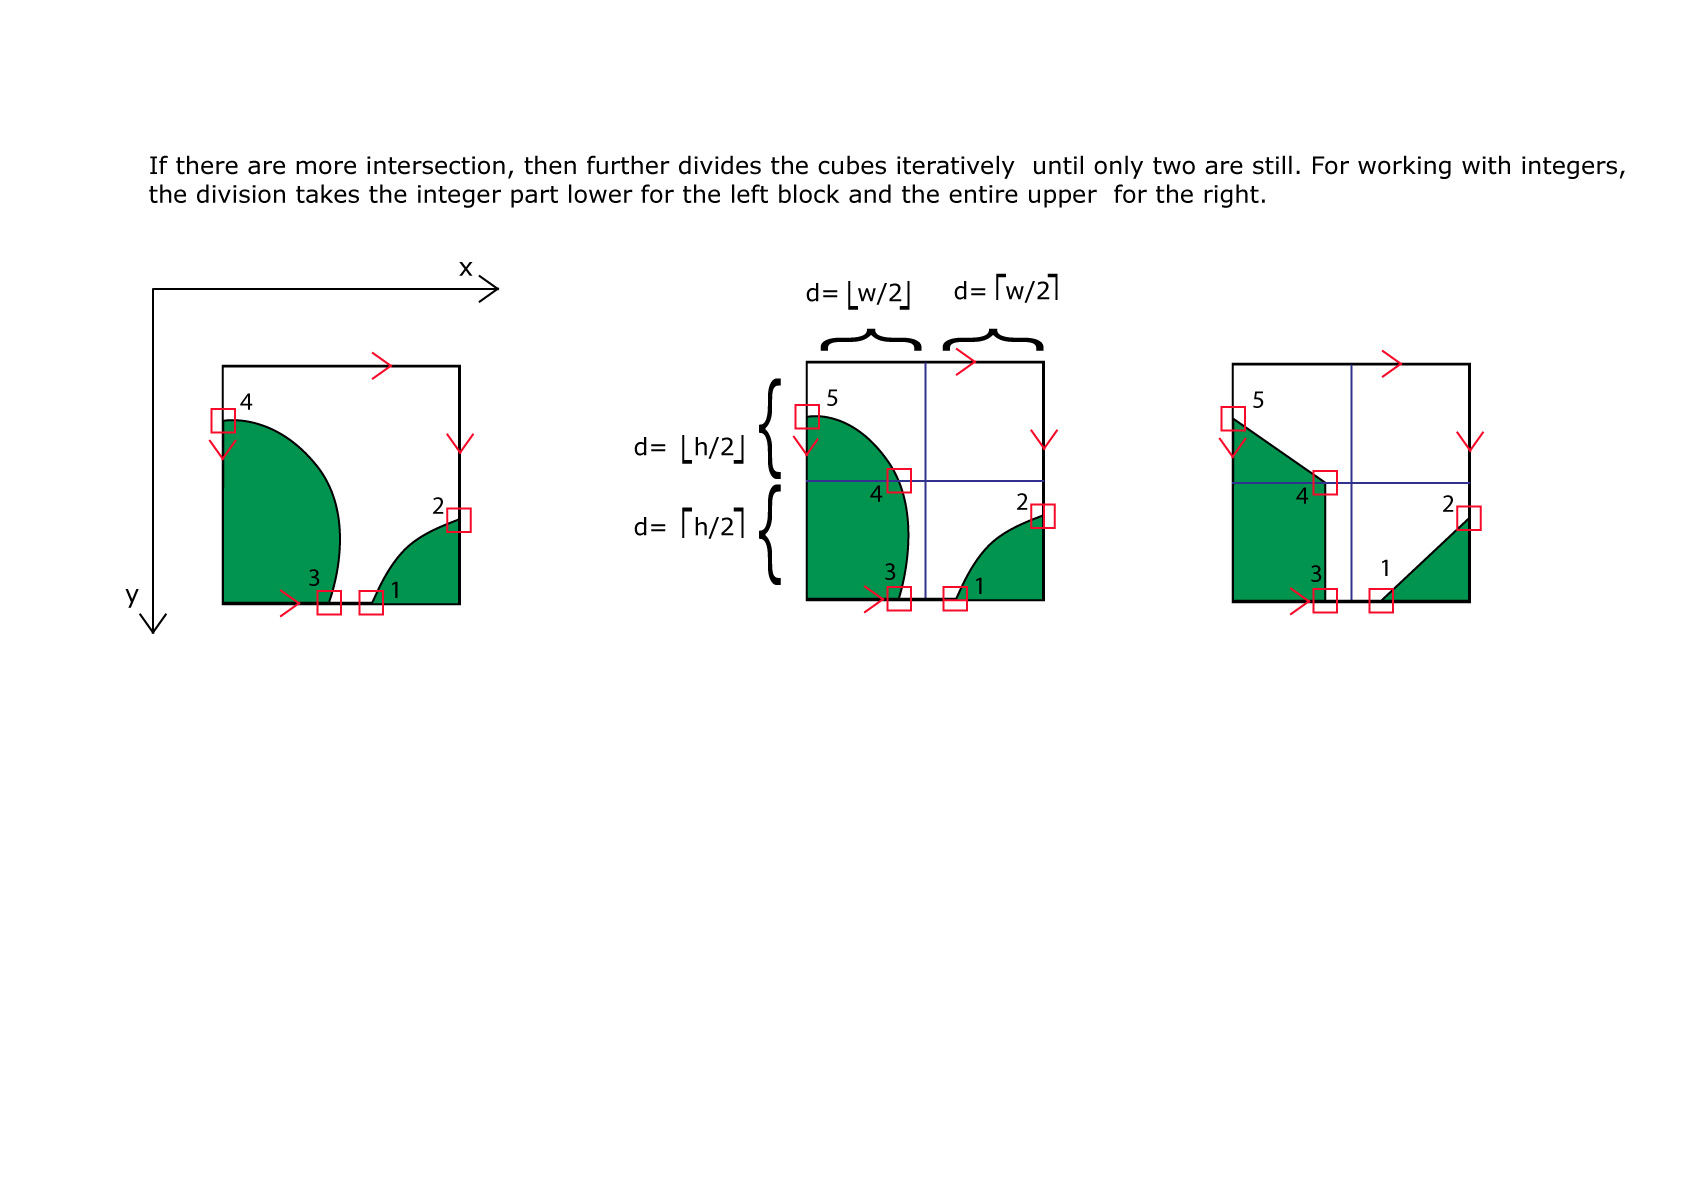 If there are more intersection, then further divides the cubes iteratively  until only two are still. For working with integers,
the division takes the integer part lower for the left block and the entire upper  for the right.
x
y
4
2
3
1
d= ⌊w/2⌋
d= ⌈w/2⌉
d= ⌊h/2⌋
d= ⌈h/2⌉
5
4
2
3
1
5
4
2
3
1